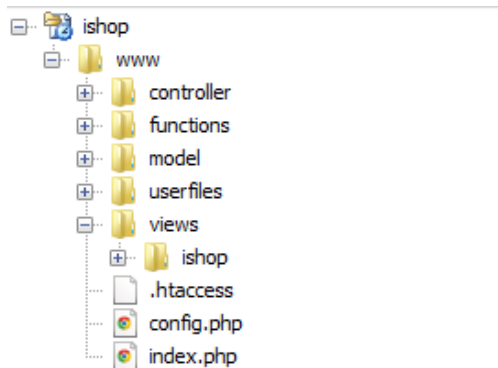 ishop
www
controller
functions
model
userfiles
views
ishop
.htaccess
config.php
index.php